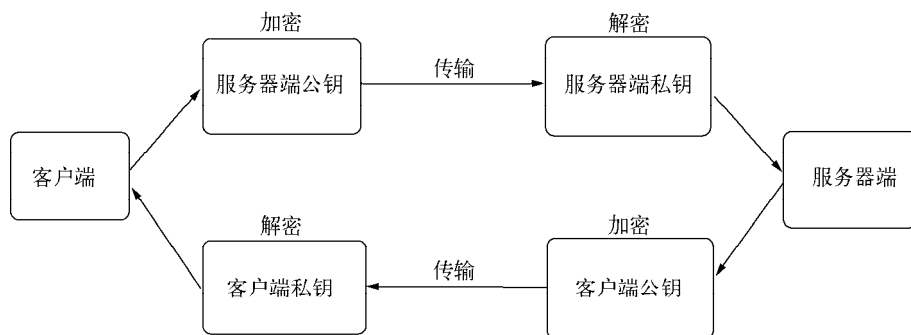 加密
解密
服务器端公钥
传输
服务器端私钥
客户端
服务器端
解密
加密
客户端私钥
传输
客户端公钥